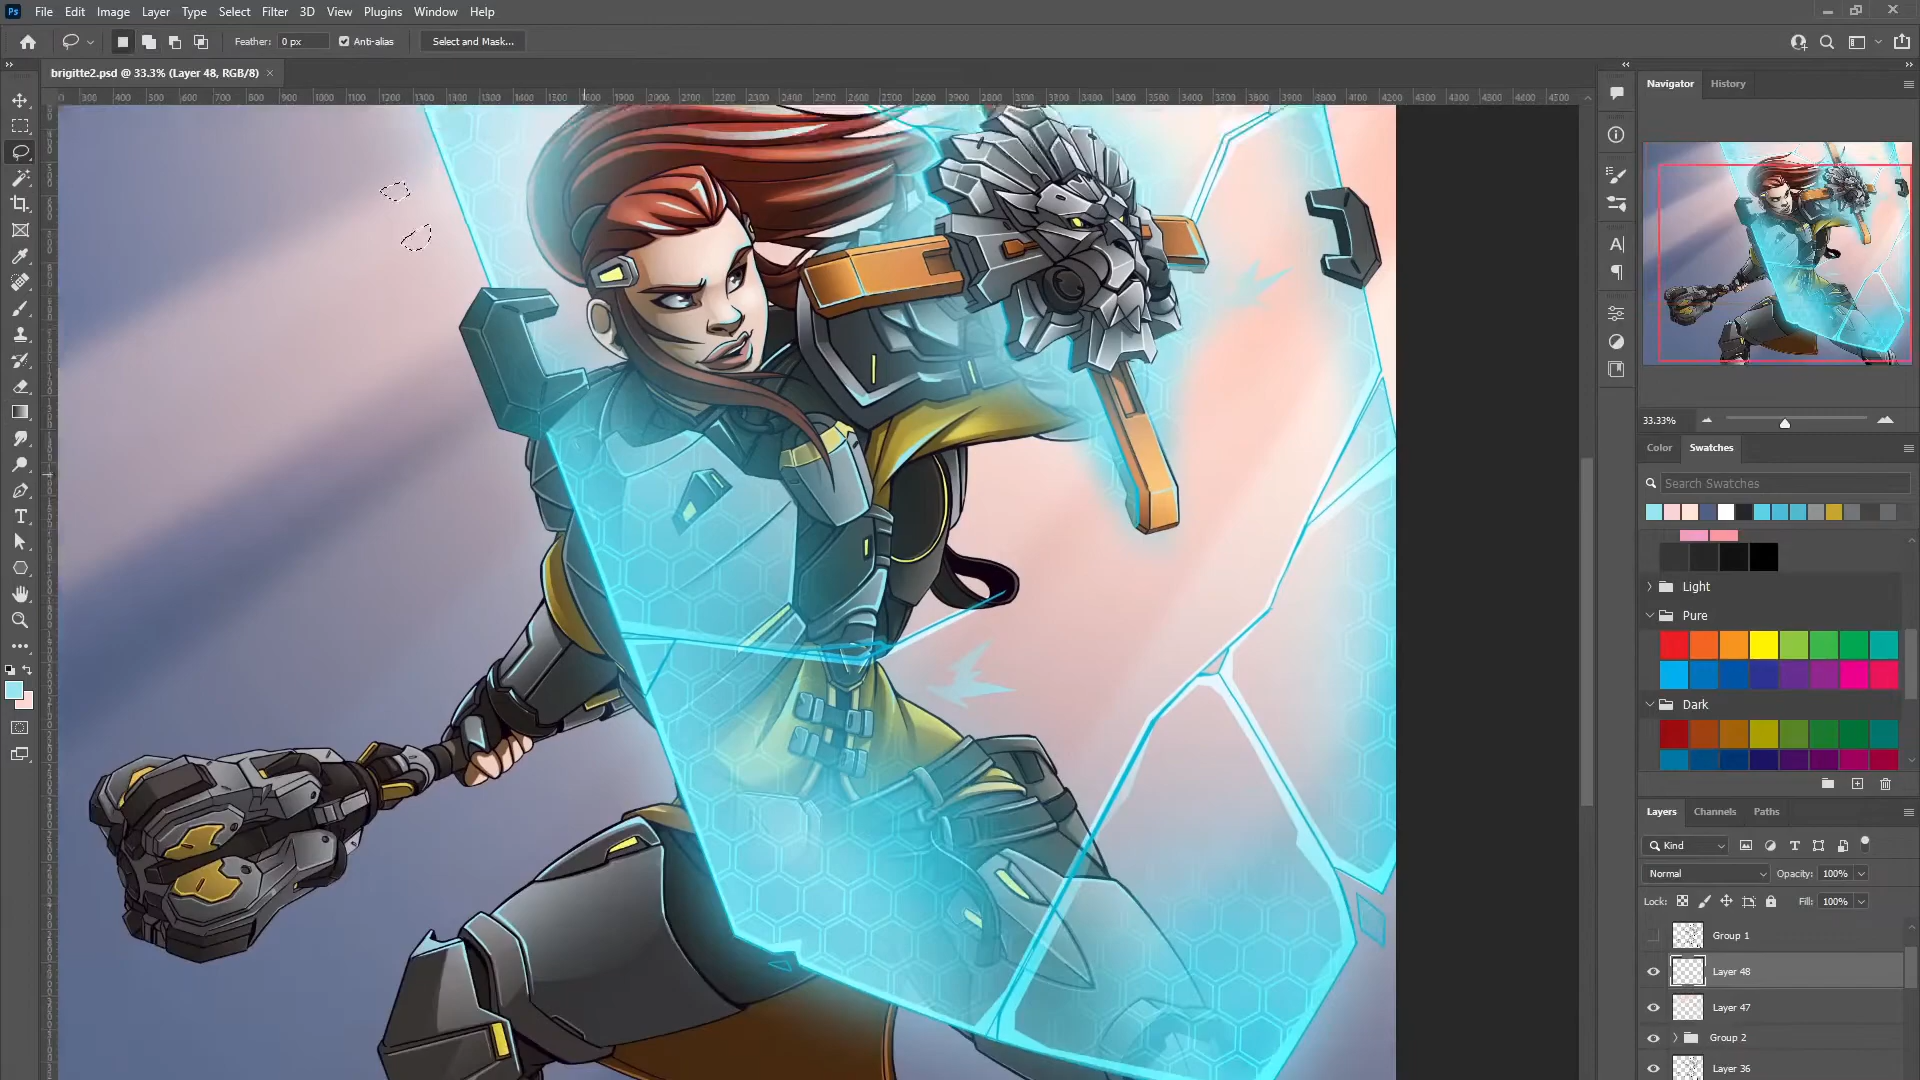 Ps File Edit Image Layer Type Select Filter 3D View Plugins Window Help
Feather: 0 px Anti-alias Select and Mask...
brigitte2.psd @ 33.3% (Layer 48, RGB/8) ×
Navigator History
33.33%
Color Swatches
Search Swatches
Light
Pure
Dark
Layers Channels Paths
Kind
Normal Opacity: 100%
Lock: Fill: 100%
Group 1
Layer 48
Layer 47
Group 2
Layer 36